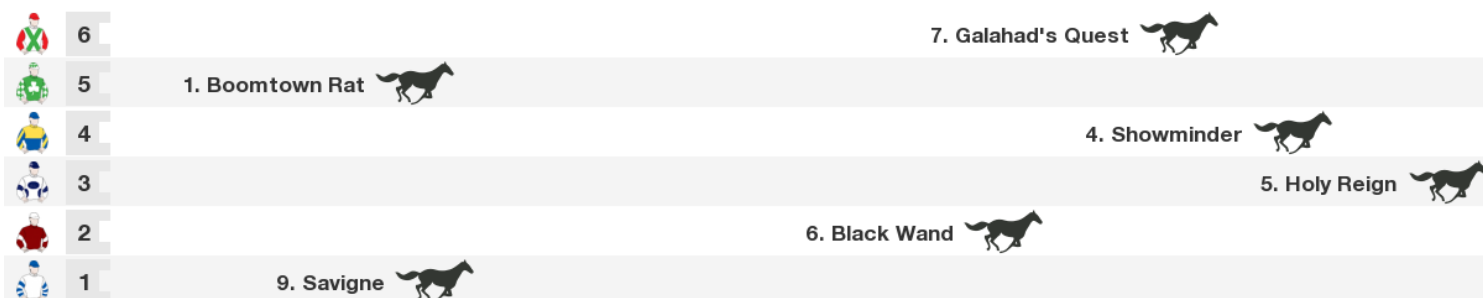 6 7. Galahad's Quest
5 1. Boomtown Rat
4 4. Showminder
3 5. Holy Reign
2 6. Black Wand
1 9. Savigne